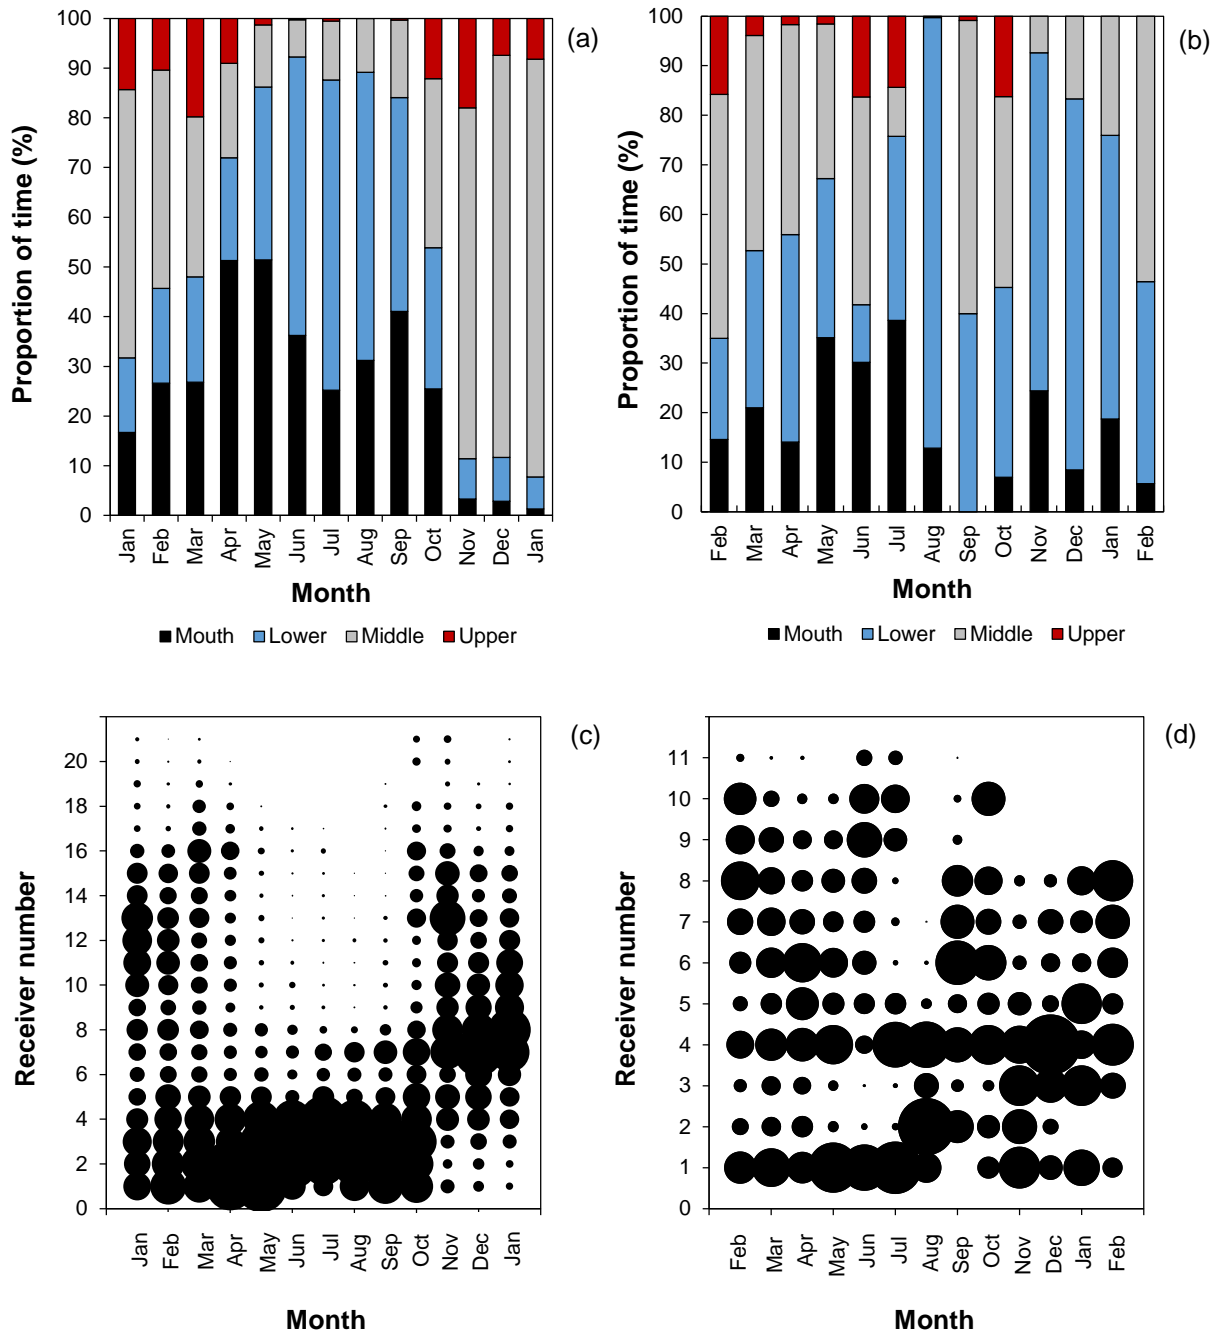 (a)
Proportion of time (%)
100
90
80
70
60
50
40
30
20
10
0
Jan Feb Mar Apr May Jun Jul Aug Sep Oct Nov Dec Jan
Month
Mouth Lower Middle Upper
(b)
Proportion of time (%)
100
90
80
70
60
50
40
30
20
10
0
Feb Mar Apr May Jun Jul Aug Sep Oct Nov Dec Jan Feb
Month
Mouth Lower Middle Upper
(c)
Receiver number
20
18
16
14
12
10
8
6
4
2
0
Jan Feb Mar Apr May Jun Jul Aug Sep Oct Nov Dec Jan
Month
(d)
Receiver number
11
10
9
8
7
6
5
4
3
2
1
0
Feb Mar Apr May Jun Jul Aug Sep Oct Nov Dec Jan Feb
Month